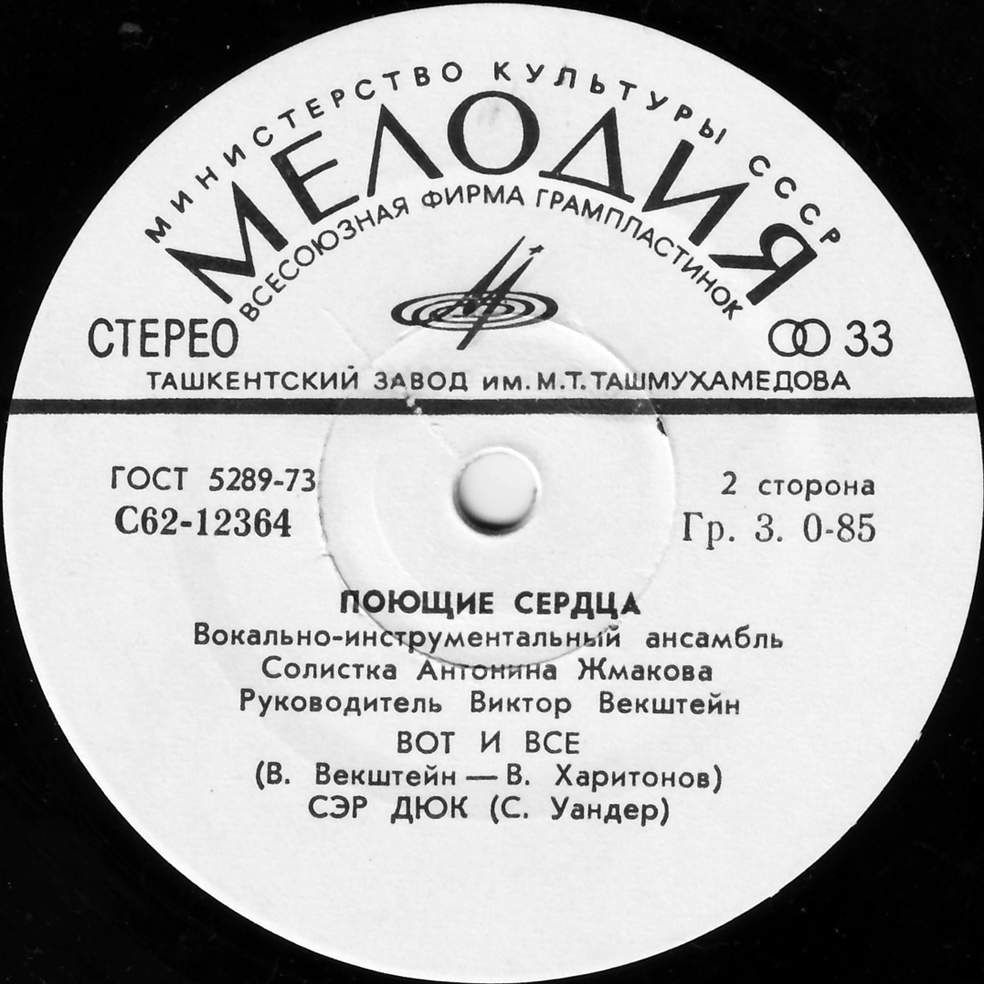 МИНИСТЕРСТВО КУЛЬТУРЫ СССР
МЕЛОДИЯ
ВСЕСОЮЗНАЯ ФИРМА ГРАМПЛАСТИНОК
СТЕРЕО
33
ТАШКЕНТСКИЙ ЗАВОД им. М.Т. ТАШМУХАМЕДОВА
ГОСТ 5289-73
2 сторона
С62-12364
Гр. 3. 0-85
ПОЮЩИЕ СЕРДЦА
Вокально-инструментальный ансамбль
Солистка Антонина Жмакова
Руководитель Виктор Векштейн
ВОТ И ВСЕ
(В. Векштейн — В. Харитонов)
СЭР ДЮК (С. Уандер)